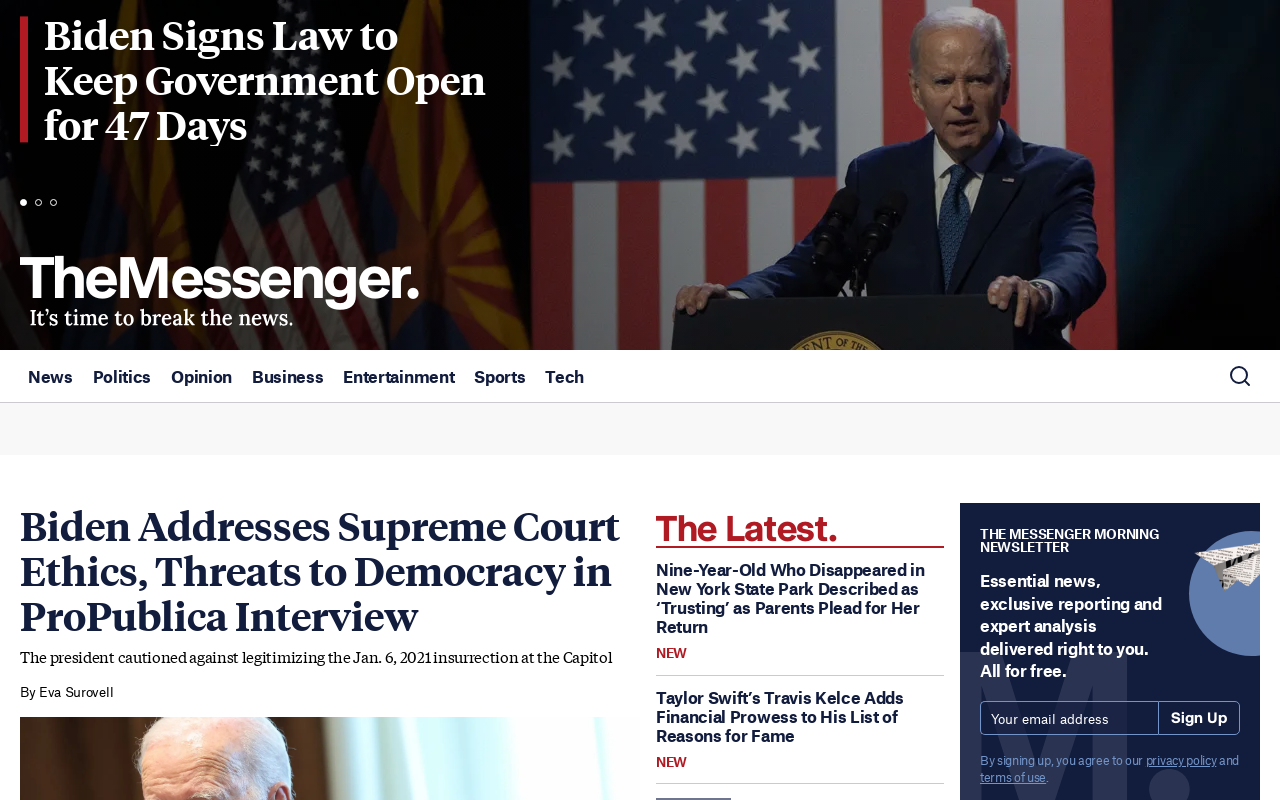 Biden Signs Law to
Keep Government Open
for 47 Days
TheMessenger.
It's time to break the news.
News Politics Opinion Business Entertainment Sports Tech
Biden Addresses Supreme Court
Ethics, Threats to Democracy in
ProPublica Interview
The president cautioned against legitimizing the Jan. 6, 2021 insurrection at the Capitol
By Eva Surovell
The Latest.
Nine-Year-Old Who Disappeared in
New York State Park Described as
‘Trusting’ as Parents Plead for Her
Return
NEW
Taylor Swift’s Travis Kelce Adds
Financial Prowess to His List of
Reasons for Fame
NEW
THE MESSENGER MORNING
NEWSLETTER
Essential news,
exclusive reporting and
expert analysis
delivered right to you.
All for free.
Your email address Sign Up
By signing up, you agree to our privacy policy and
terms of use.